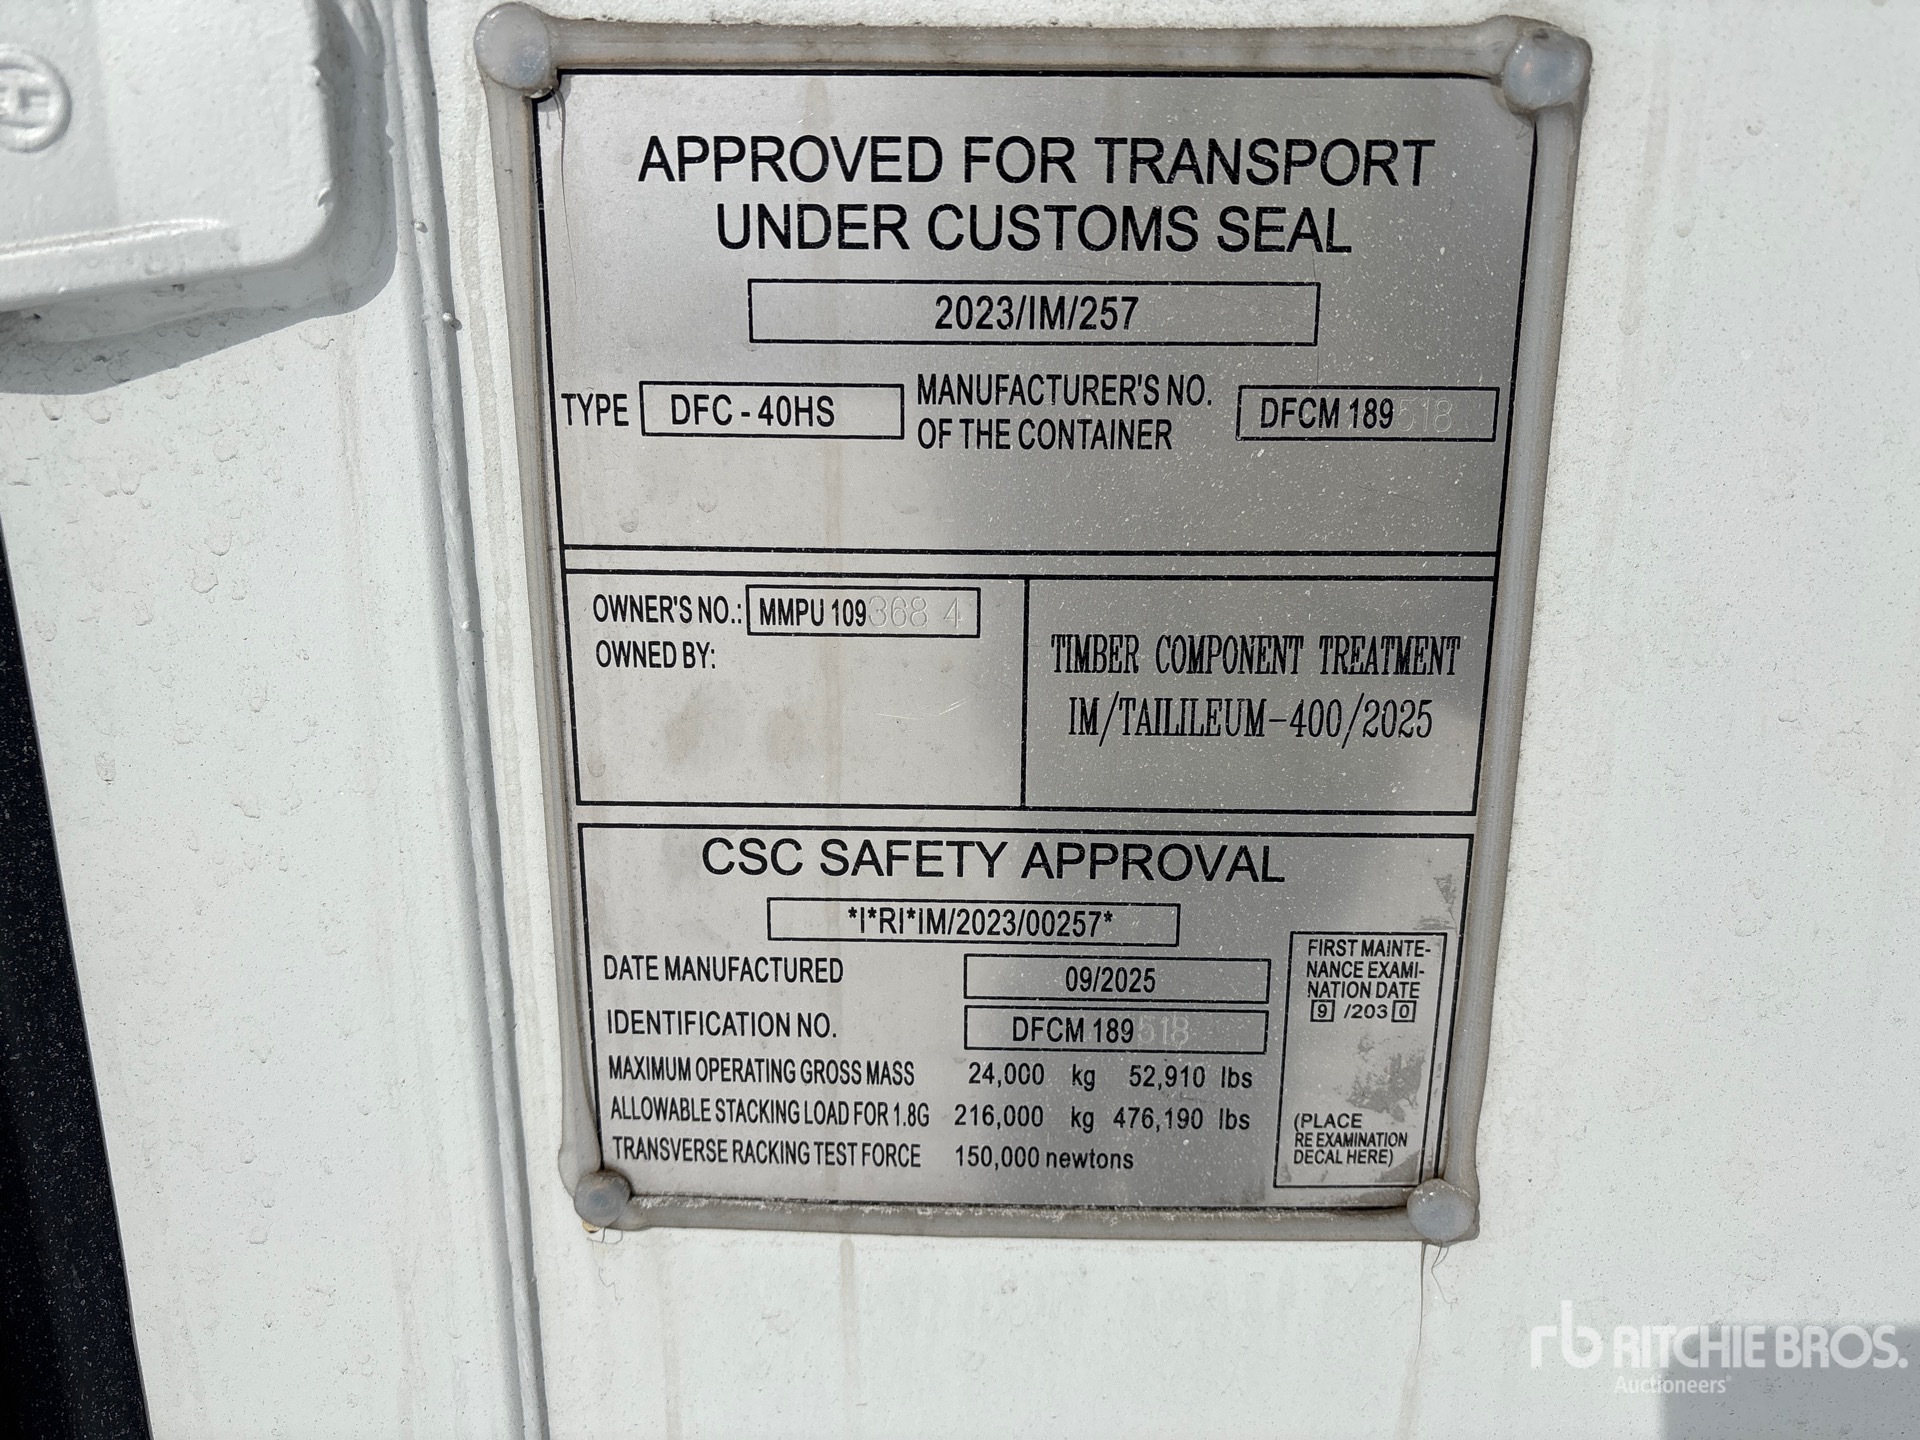 APPROVED FOR TRANSPORT
UNDER CUSTOMS SEAL
2023/IM/257
TYPE DFC - 40HS MANUFACTURER'S NO. OF THE CONTAINER DFCM 189518
OWNER'S NO.: MMPU 109368 4
OWNED BY:
TIMBER COMPONENT TREATMENT
IM/TAILILEUM-400/2025
CSC SAFETY APPROVAL
*I*RI*IM/2023/00257*
DATE MANUFACTURED 09/2025
IDENTIFICATION NO. DFCM 189518
MAXIMUM OPERATING GROSS MASS 24,000 kg 52,910 lbs
ALLOWABLE STACKING LOAD FOR 1.8G 216,000 kg 476,190 lbs
TRANSVERSE RACKING TEST FORCE 150,000 newtons
FIRST MAINTE-
NANCE EXAMI-
NATION DATE
9 /2030
(PLACE
RE EXAMINATION
DECAL HERE)
rb RITCHIE BROS.
Auctioneers